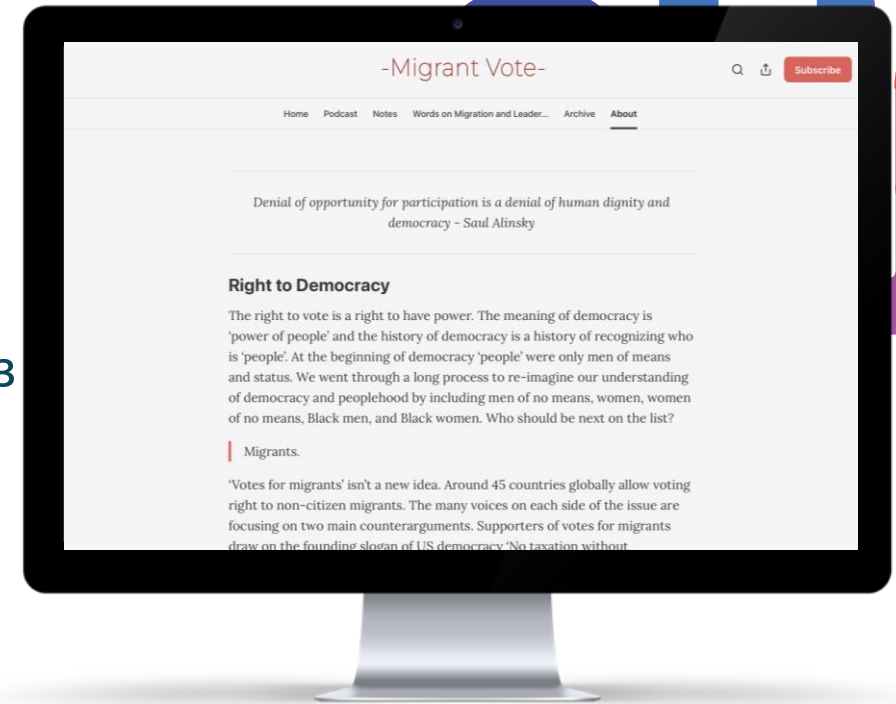 -Migrant Vote-
Subscribe
Home Podcast Notes Words on Migration and Leader... Archive About
Denial of opportunity for participation is a denial of human dignity and
democracy - Saul Alinsky
Right to Democracy
The right to vote is a right to have power. The meaning of democracy is
'power of people' and the history of democracy is a history of recognizing who
is 'people'. At the beginning of democracy 'people' were only men of means
and status. We went through a long process to re-imagine our understanding
of democracy and peoplehood by including men of no means, women, women
of no means, Black men, and Black women. Who should be next on the list?
3
Migrants.
'Votes for migrants' isn't a new idea. Around 45 countries globally allow voting
right to non-citizen migrants. The many voices on each side of the issue are
focusing on two main counterarguments. Supporters of votes for migrants
draw on the founding slogan of US democracy 'No taxation without